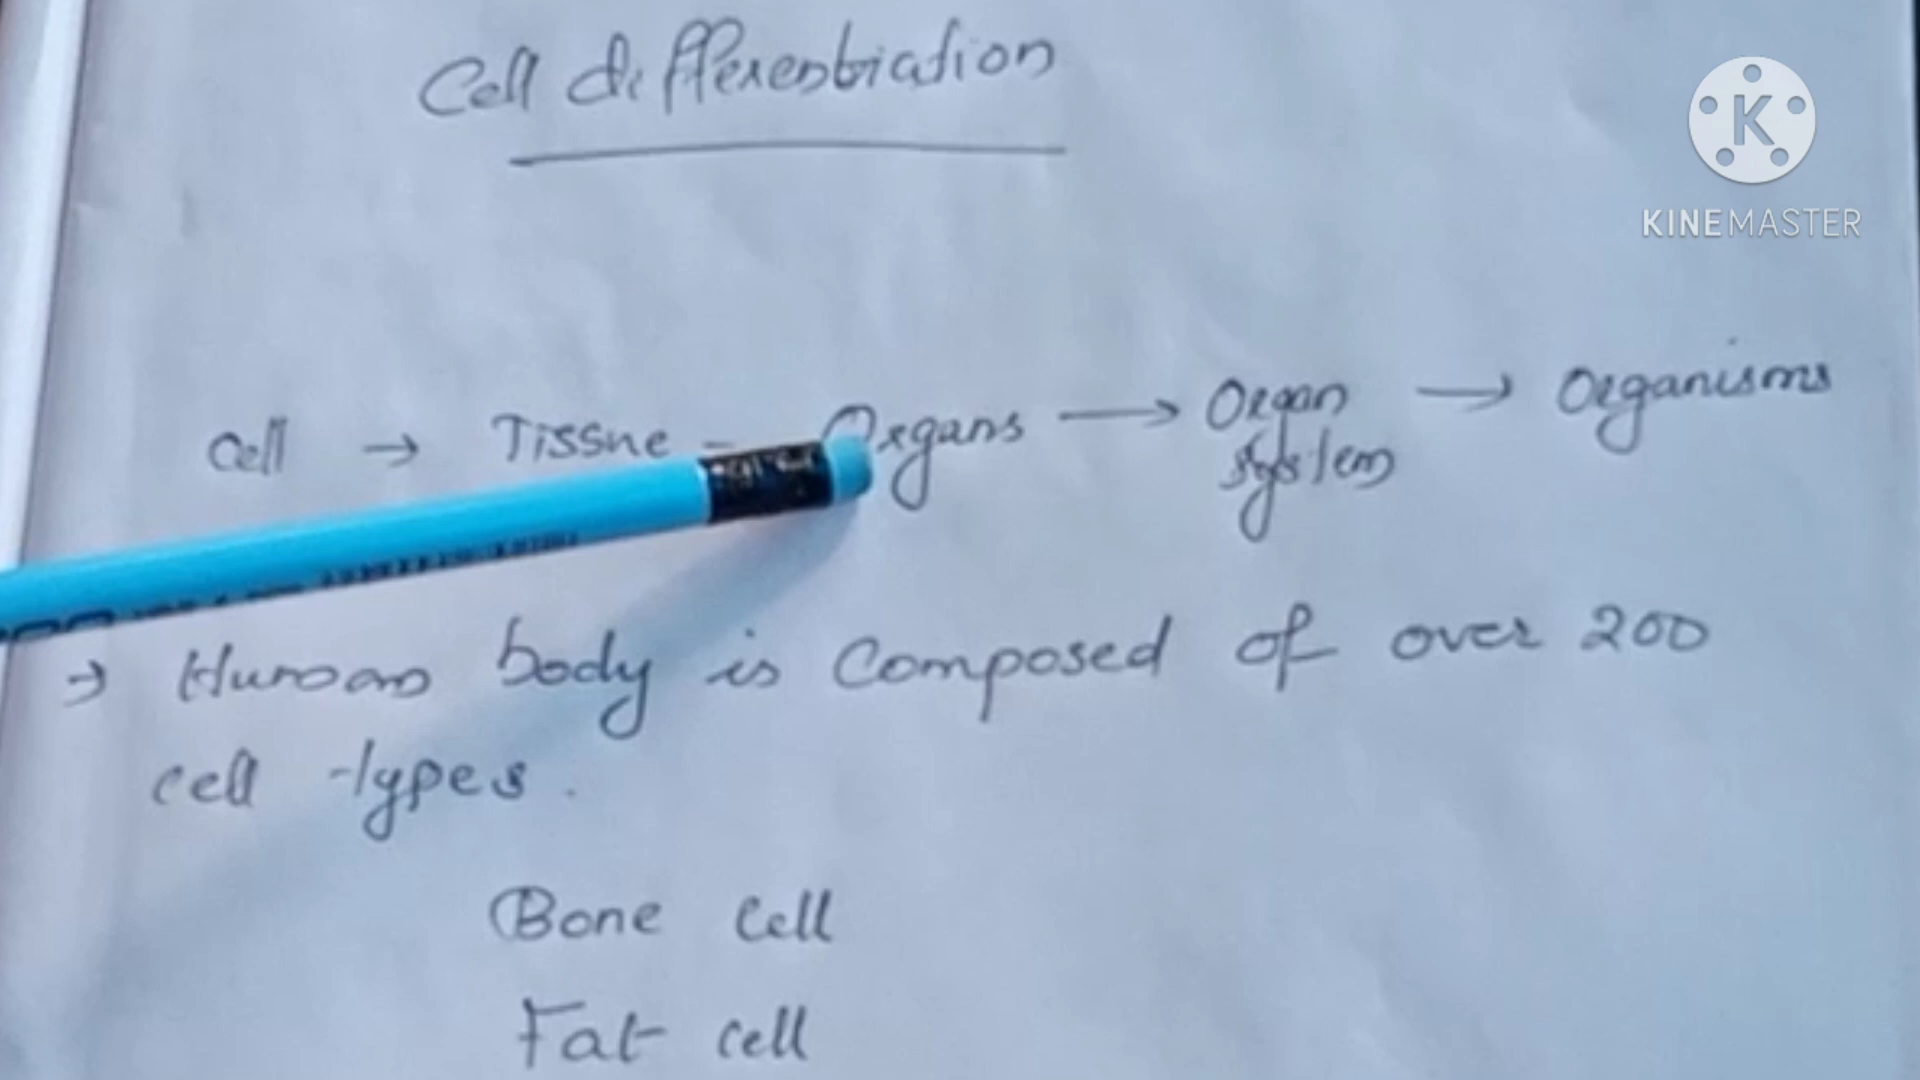 Cell differentiation
K
KINEMASTER
Cell → Tissue - Organs → Organ system → Organisms
→ Human body is composed of over 200
cell types.
Bone cell
Fat cell